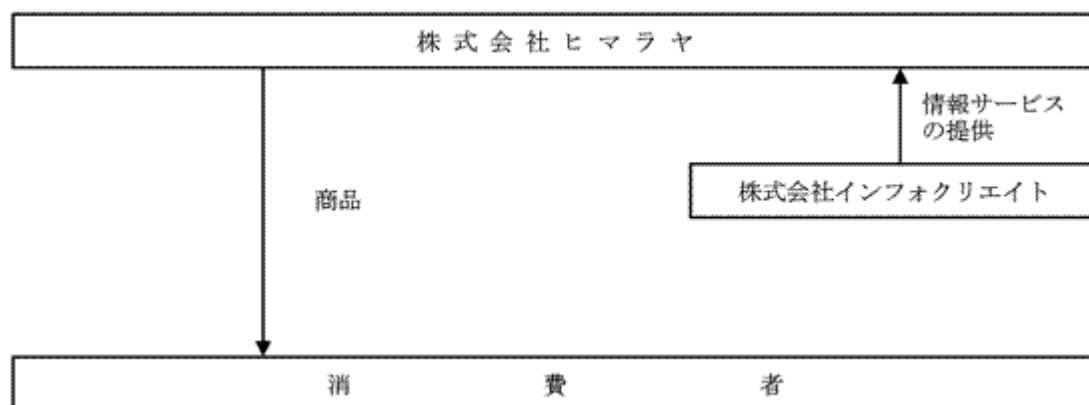 株式会社ヒマラヤ
情報サービス
の提供
株式会社インフォクリエイト
商品
消費者